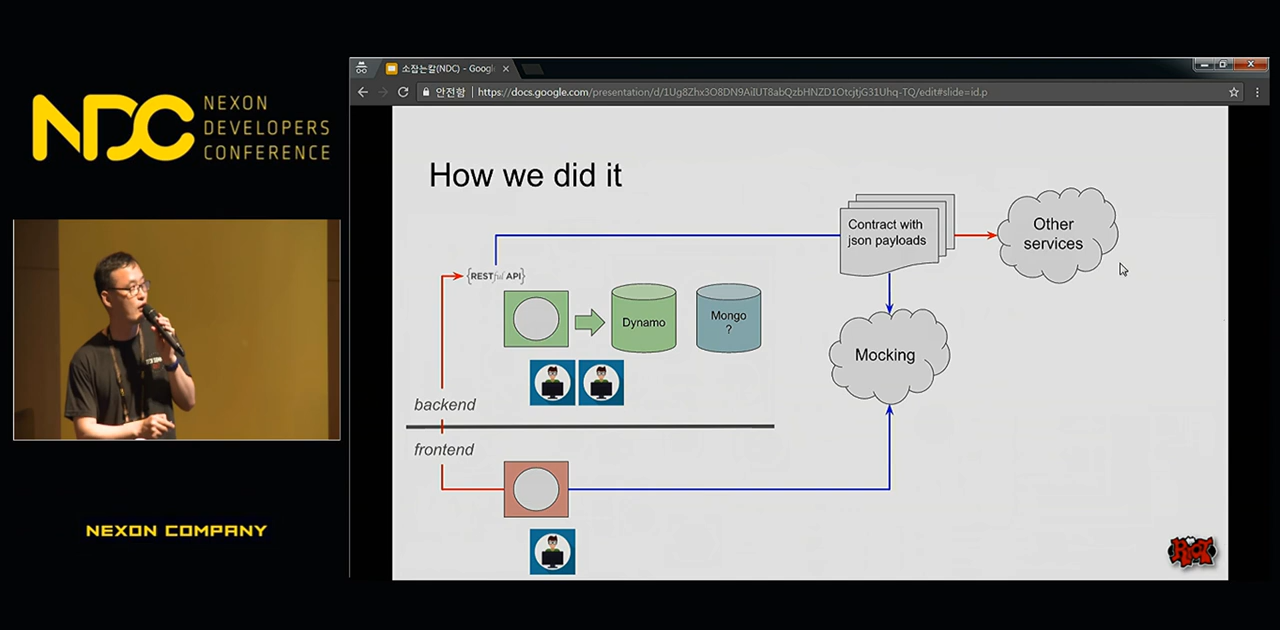 NDC
NEXON
DEVELOPERS
CONFERENCE
소잡는칼(NDC) - Googl
안전함
https://docs.google.com/presentation/d/1Ug8Zhx3O8DN9AiIUT8abQzbHNZD1OtcjtjG31Uhq-TQ/edit#slide=id.p
How we did it
Contract with
json payloads
Other
services
{RESTful API}
Dynamo
Mongo
?
Mocking
backend
frontend
RIOT
NEXON COMPANY